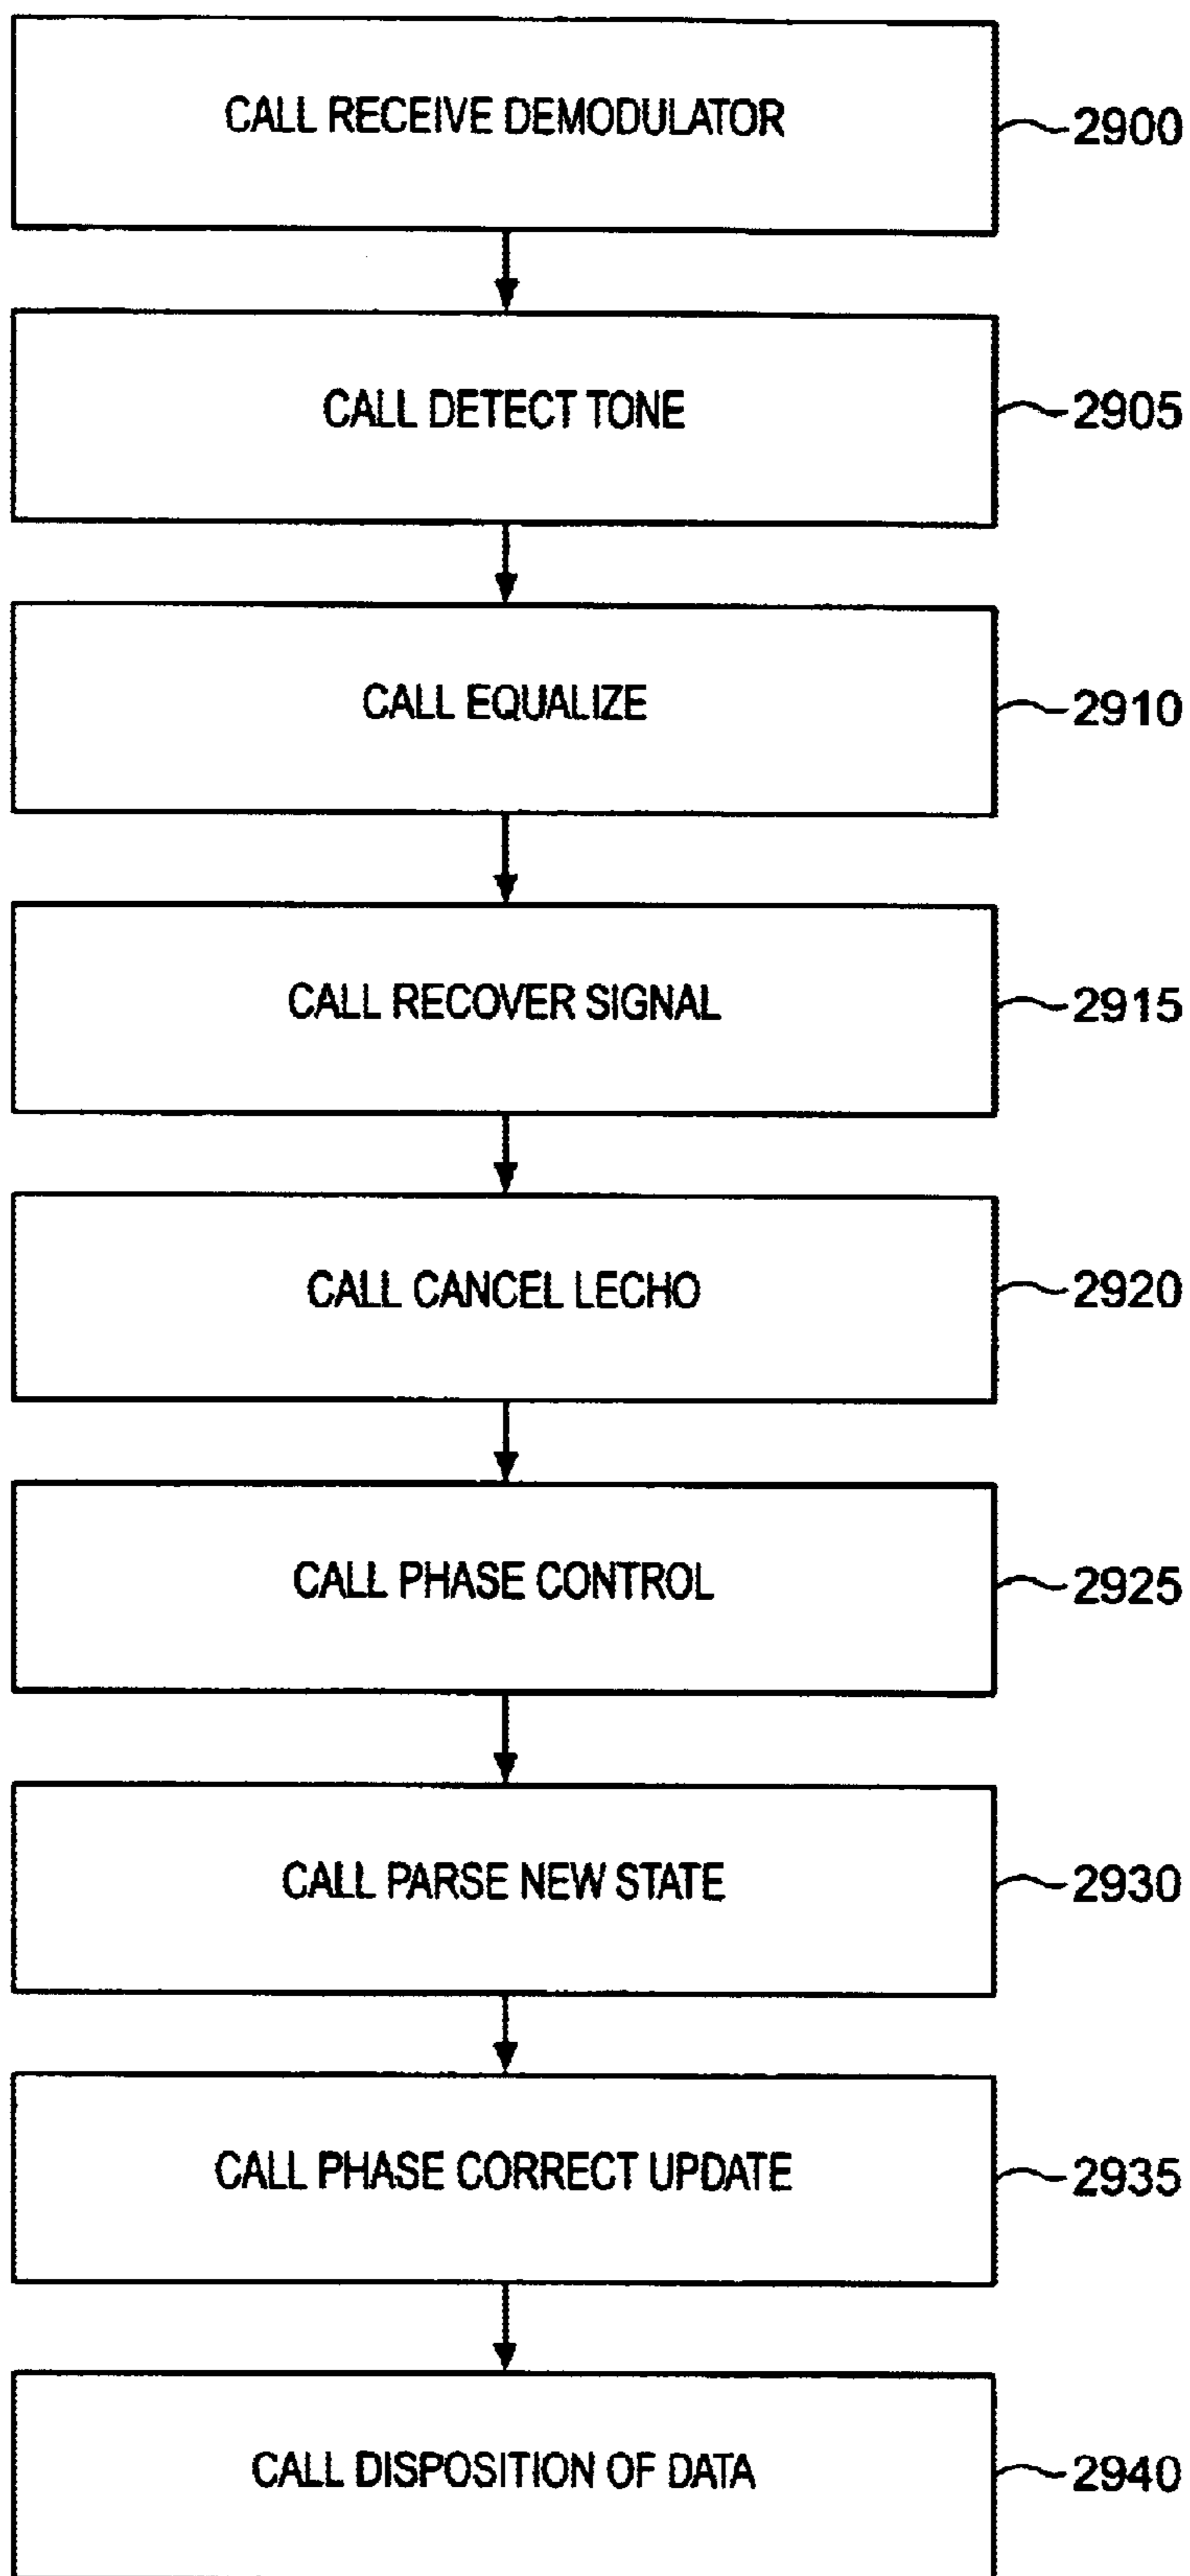 CALL RECEIVE DEMODULATOR
2900
CALL DETECT TONE
2905
CALL EQUALIZE
2910
CALL RECOVER SIGNAL
2915
CALL CANCEL LECHO
2920
CALL PHASE CONTROL
2925
CALL PARSE NEW STATE
2930
CALL PHASE CORRECT UPDATE
2935
CALL DISPOSITION OF DATA
2940